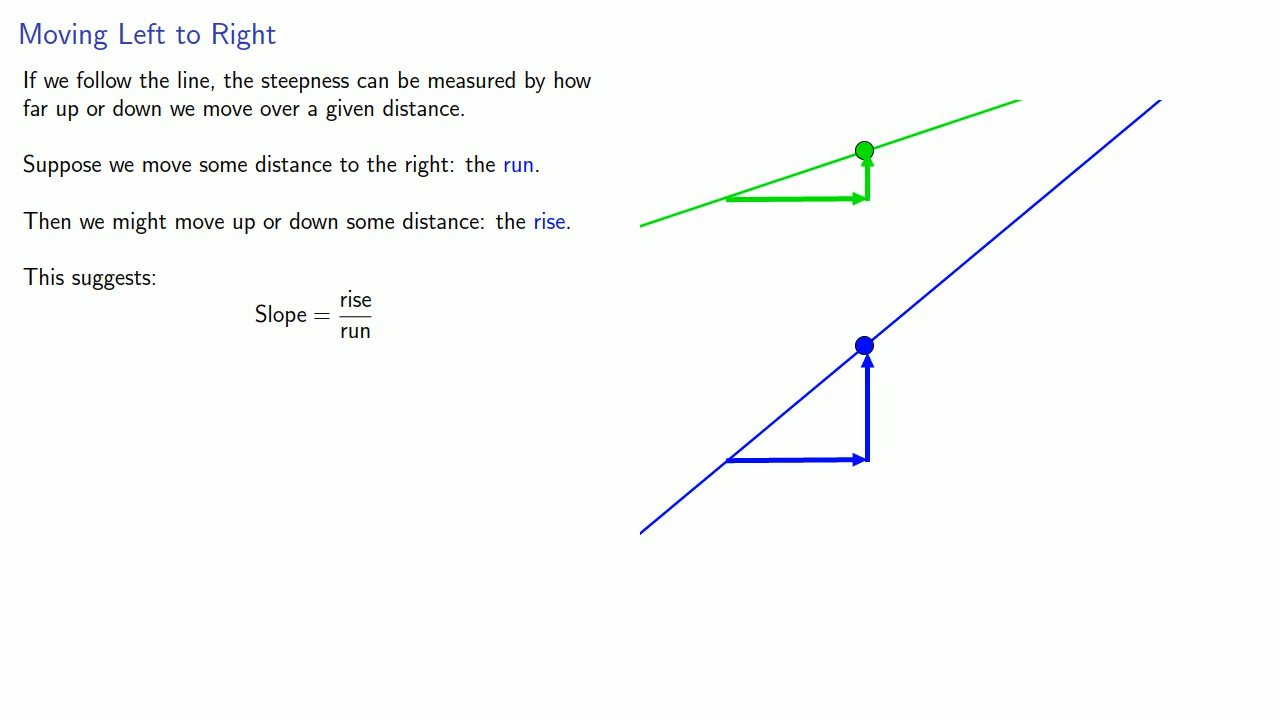 Moving Left to Right
If we follow the line, the steepness can be measured by how
far up or down we move over a given distance.
Suppose we move some distance to the right: the run.
Then we might move up or down some distance: the rise.
This suggests:
Slope = rise
run